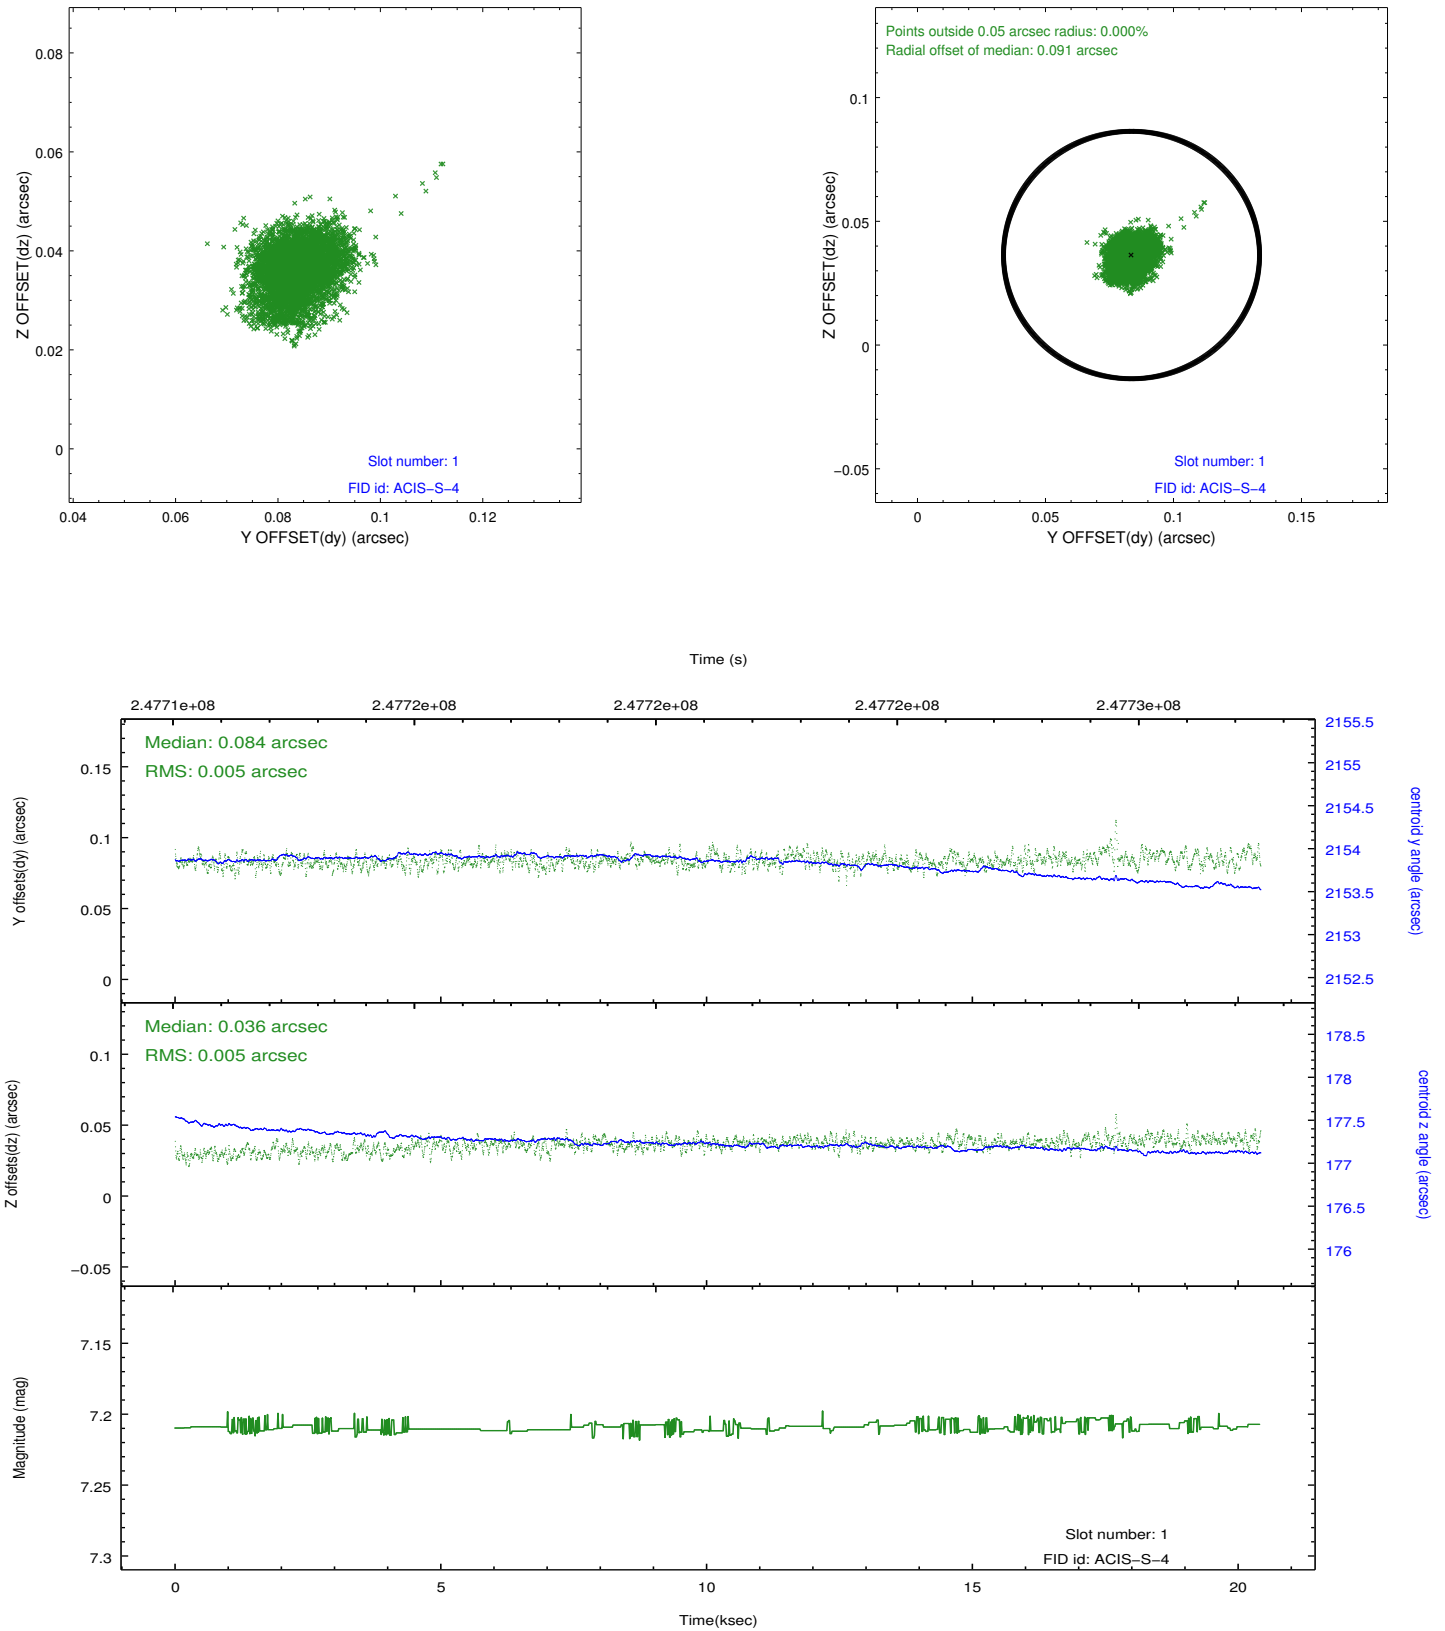 0.08
0.06
0.04
0.02
0
0.04
0.06
0.08
0.1
0.12
Z OFFSET(dz) (arcsec)
Y OFFSET(dy) (arcsec)
Slot number: 1
FID id: ACIS−S−4
Points outside 0.05 arcsec radius: 0.000%
Radial offset of median: 0.091 arcsec
0.1
0.05
0
−0.05
0
0.05
0.1
0.15
Z OFFSET(dz) (arcsec)
Y OFFSET(dy) (arcsec)
Slot number: 1
FID id: ACIS−S−4
Time (s)
2.4771e+08
2.4772e+08
2.4772e+08
2.4772e+08
2.4773e+08
Median: 0.084 arcsec
RMS: 0.005 arcsec
0.15
0.1
0.05
0
Y offsets(dy) (arcsec)
2155.5
2155
2154.5
2154
2153.5
2153
2152.5
centroid y angle (arcsec)
Median: 0.036 arcsec
RMS: 0.005 arcsec
0.1
0.05
0
−0.05
Z offsets(dz) (arcsec)
178.5
178
177.5
177
176.5
176
centroid z angle (arcsec)
7.15
7.2
7.25
7.3
Magnitude (mag)
Slot number: 1
FID id: ACIS−S−4
0
5
10
15
20
Time(ksec)